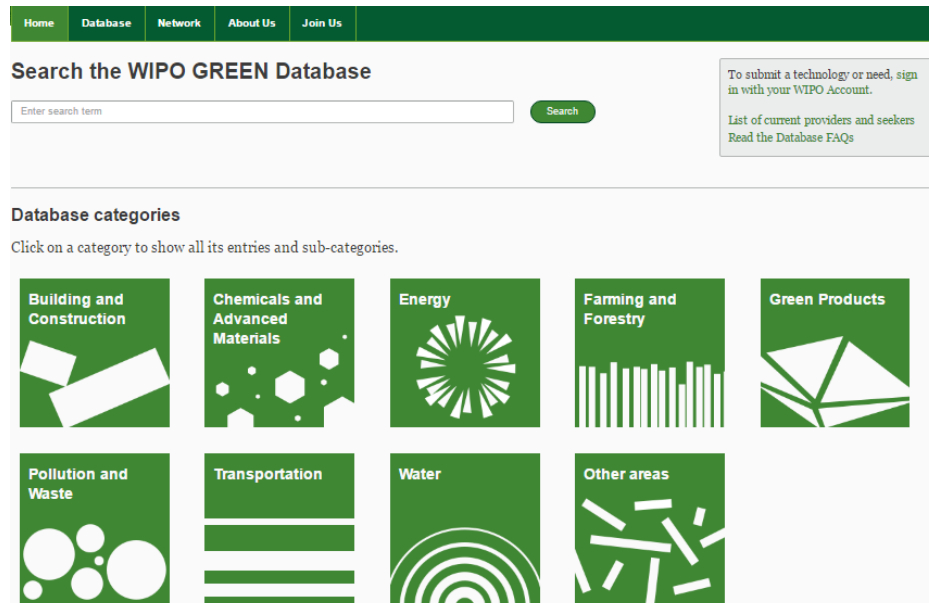 Home Database Network About Us Join Us
Search the WIPO GREEN Database
Enter search term
Search
To submit a technology or need, sign
in with your WIPO Account.
List of current providers and seekers
Read the Database FAQs
Database categories
Click on a category to show all its entries and sub-categories.
Building and
Construction
Chemicals and
Advanced
Materials
Energy
Farming and
Forestry
Green Products
Pollution and
Waste
Transportation
Water
Other areas